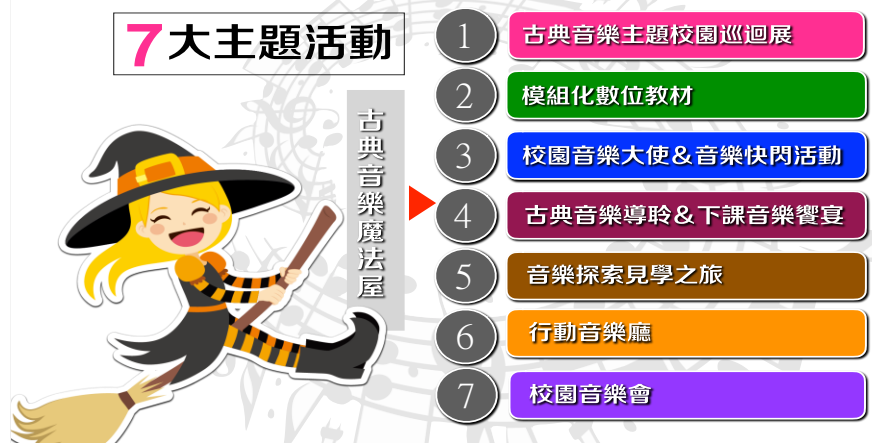 7大主題活動
古典音樂魔法屋
1 古典音樂主題校園巡迴展
2 模組化數位教材
3 校園音樂大使&音樂快閃活動
4 古典音樂導聆&下課音樂饗宴
5 音樂探索見學之旅
6 行動音樂廳
7 校園音樂會